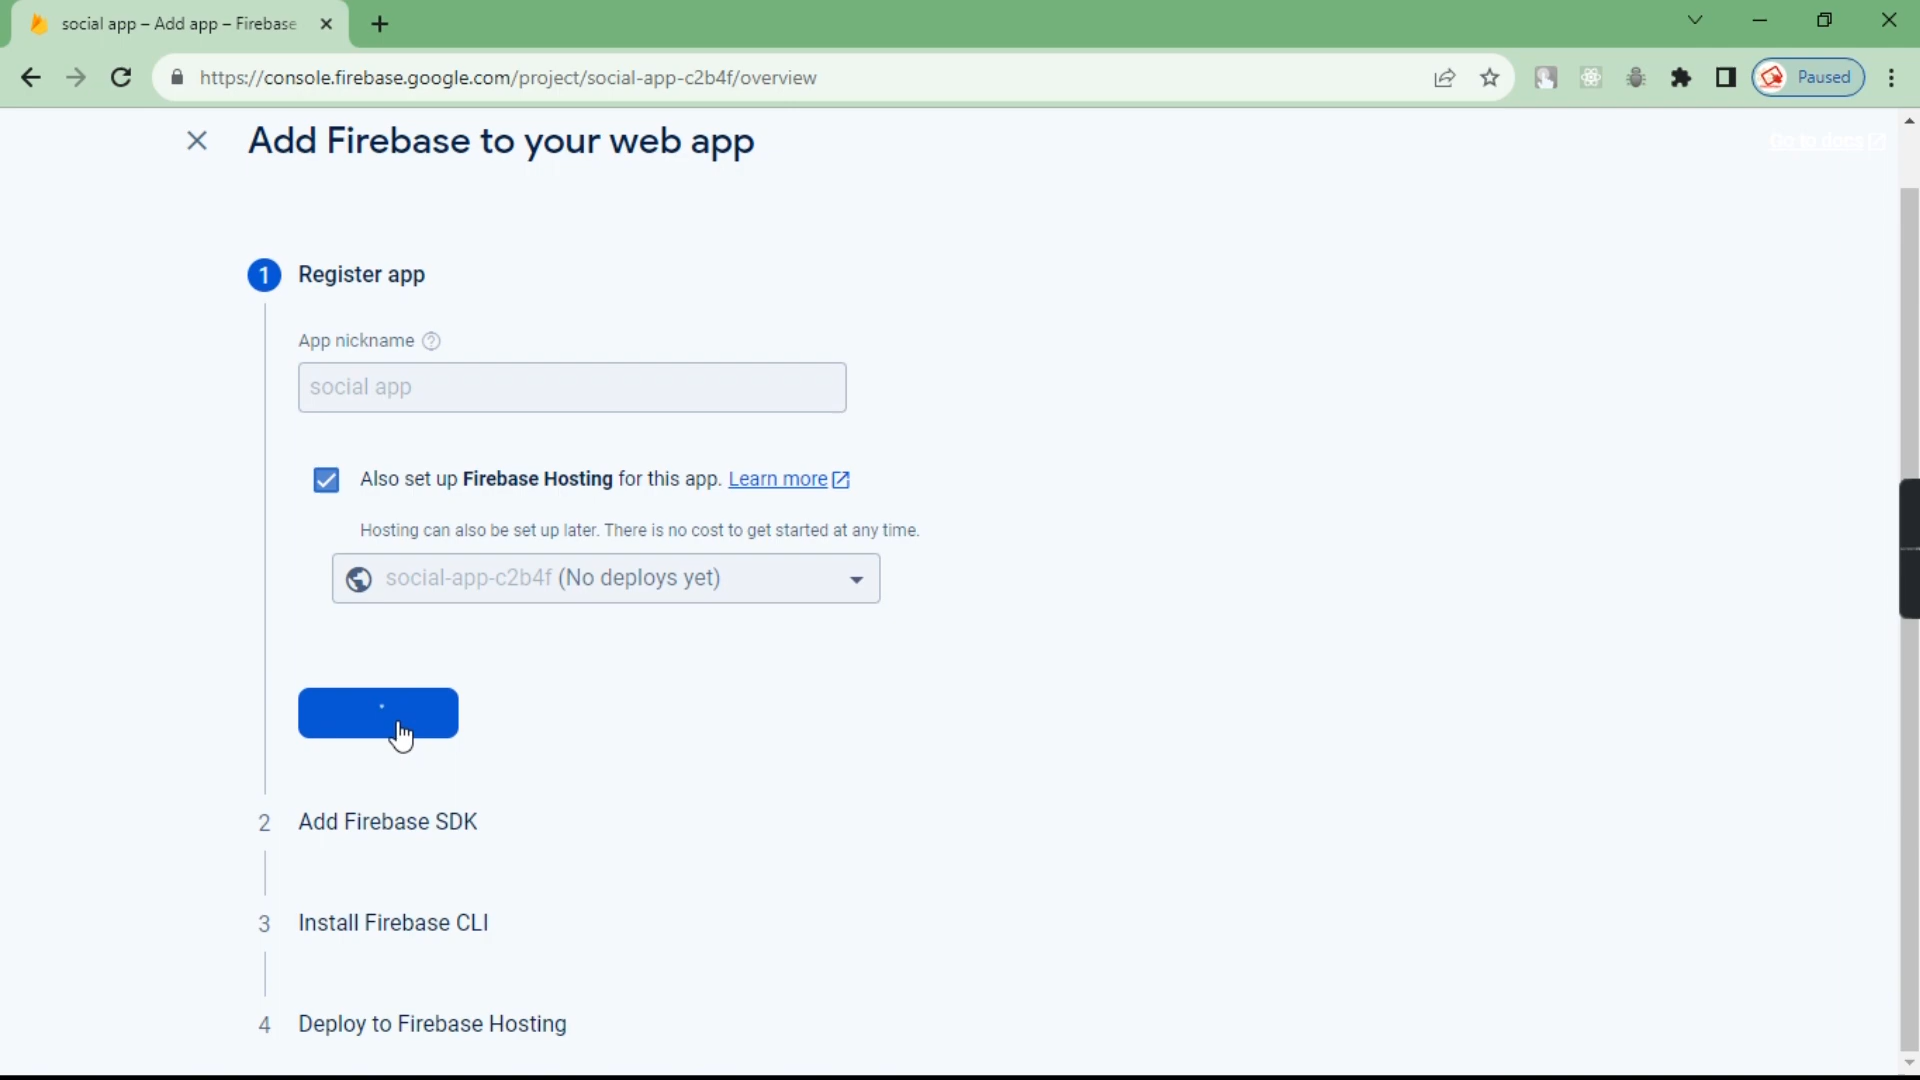 social app – Add app – Firebase
https://console.firebase.google.com/project/social-app-c2b4f/overview
Paused
Add Firebase to your web app
Go to docs
1 Register app
App nickname
social app
Also set up Firebase Hosting for this app. Learn more
Hosting can also be set up later. There is no cost to get started at any time.
social-app-c2b4f (No deploys yet)
2 Add Firebase SDK
3 Install Firebase CLI
4 Deploy to Firebase Hosting